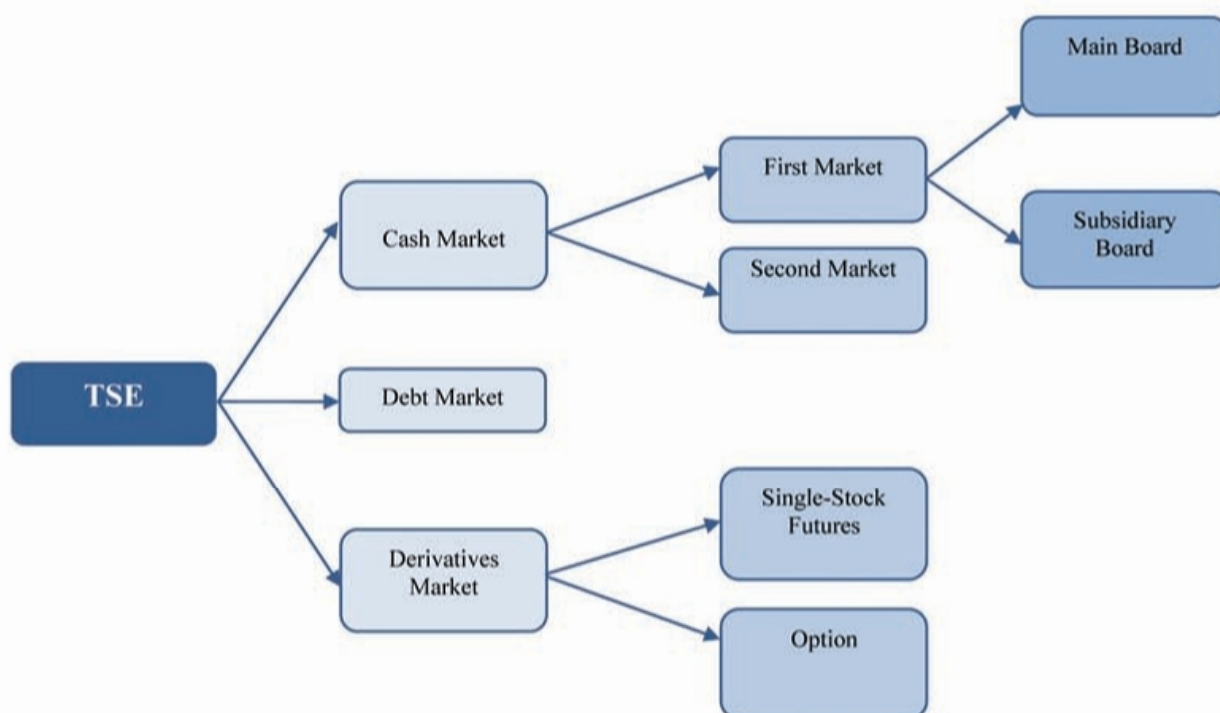 Main Board
First Market
Subsidiary
Board
Cash Market
Second Market
TSE
Debt Market
Single-Stock
Futures
Derivatives
Market
Option